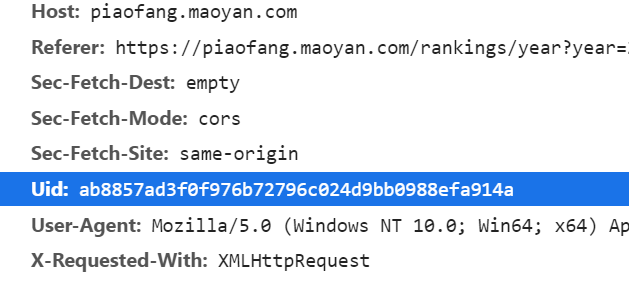 Host: piaofang.maoyan.com
Referer: https://piaofang.maoyan.com/rankings/year?year=
Sec-Fetch-Dest: empty
Sec-Fetch-Mode: cors
Sec-Fetch-Site: same-origin
Uid: ab8857ad3f0f976b72796c024d9bb0988efa914a
User-Agent: Mozilla/5.0 (Windows NT 10.0; Win64; x64) Ap
X-Requested-With: XMLHttpRequest